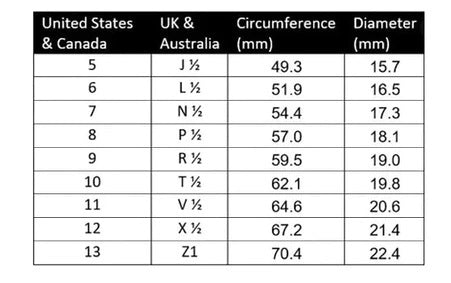 United States & Canada UK & Australia Circumference (mm) Diameter (mm)
5 J ½ 49.3 15.7
6 L ½ 51.9 16.5
7 N ½ 54.4 17.3
8 P ½ 57.0 18.1
9 R ½ 59.5 19.0
10 T ½ 62.1 19.8
11 V ½ 64.6 20.6
12 X ½ 67.2 21.4
13 Z1 70.4 22.4